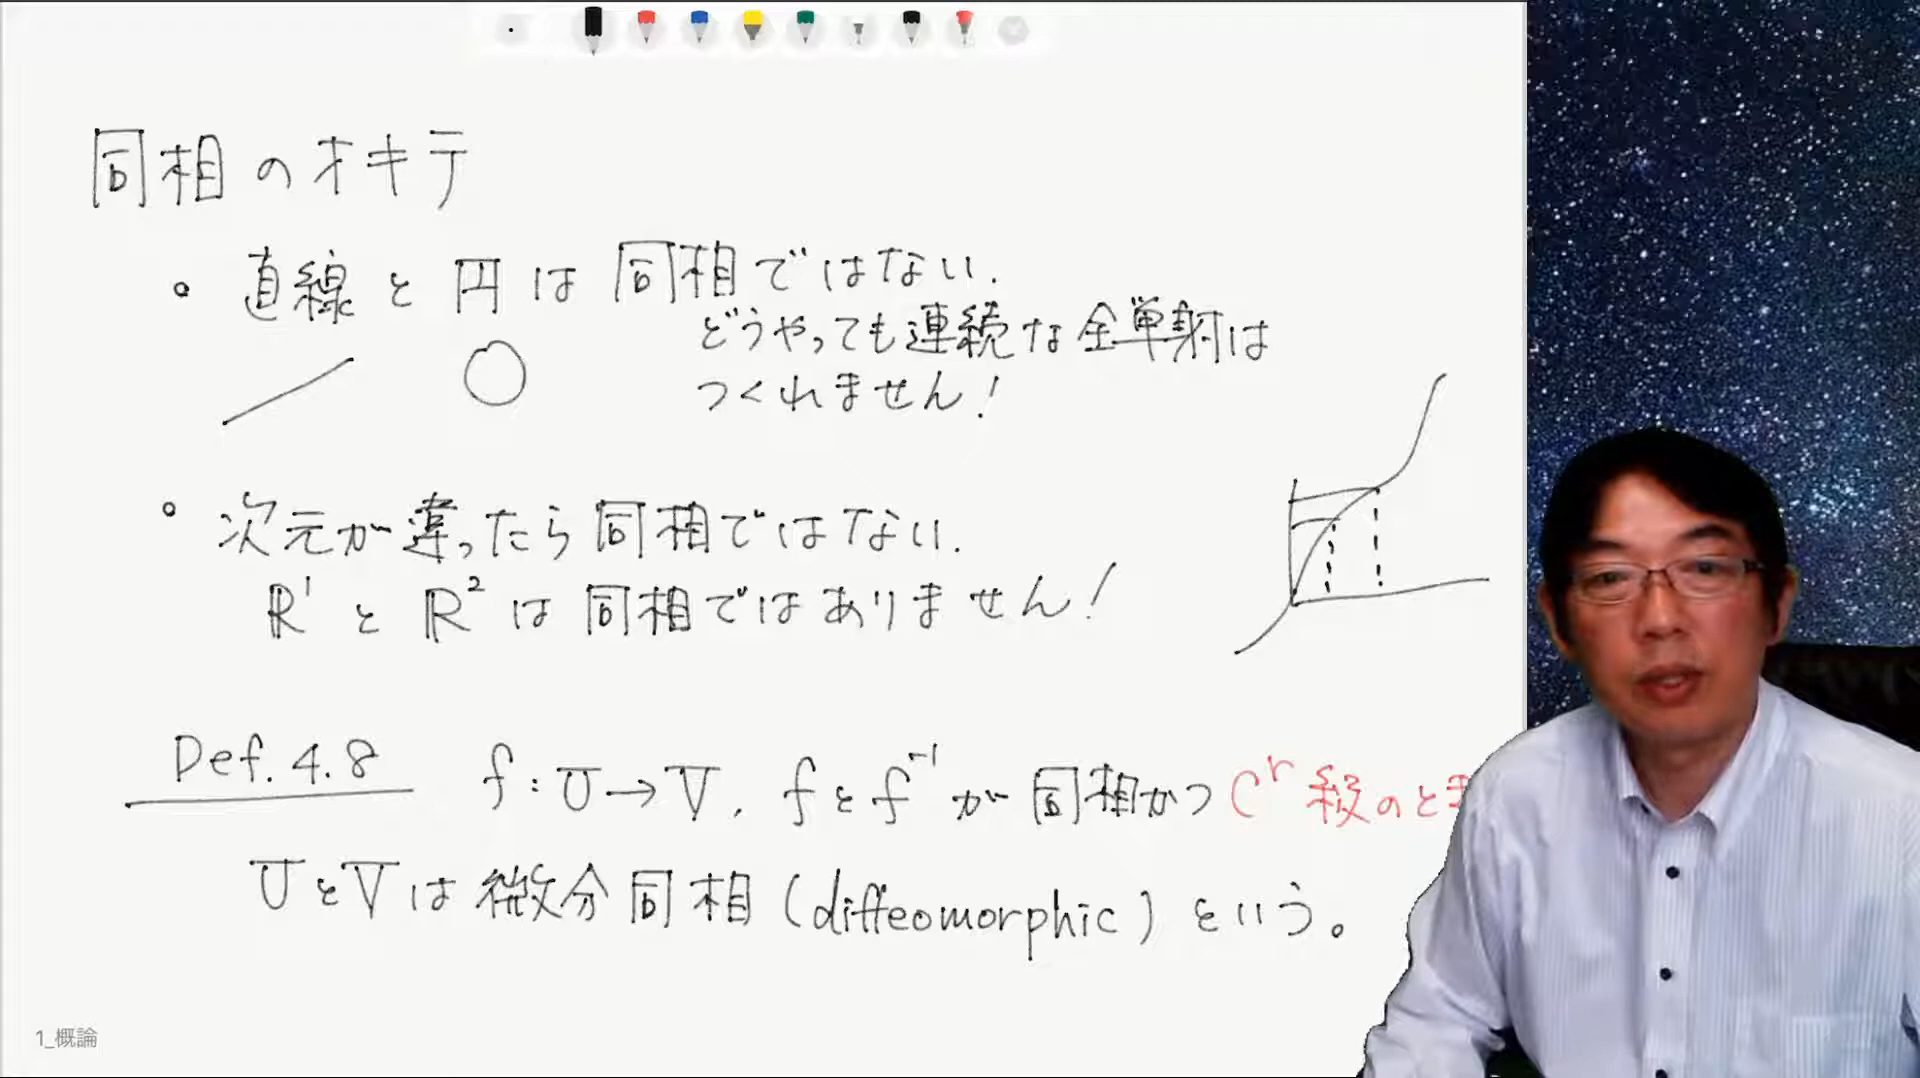 同相のオキテ
• 直線と円は同相ではない.
どうやっても連続な全単射は
つくれません!
• 次元が違ったら同相ではない.
R¹とR²は同相ではありません!
Def. 4.8 f:U→V, fとf⁻¹が同相かつC^r級のとき
UとVは微分同相(diffeomorphic)という。
1_概論